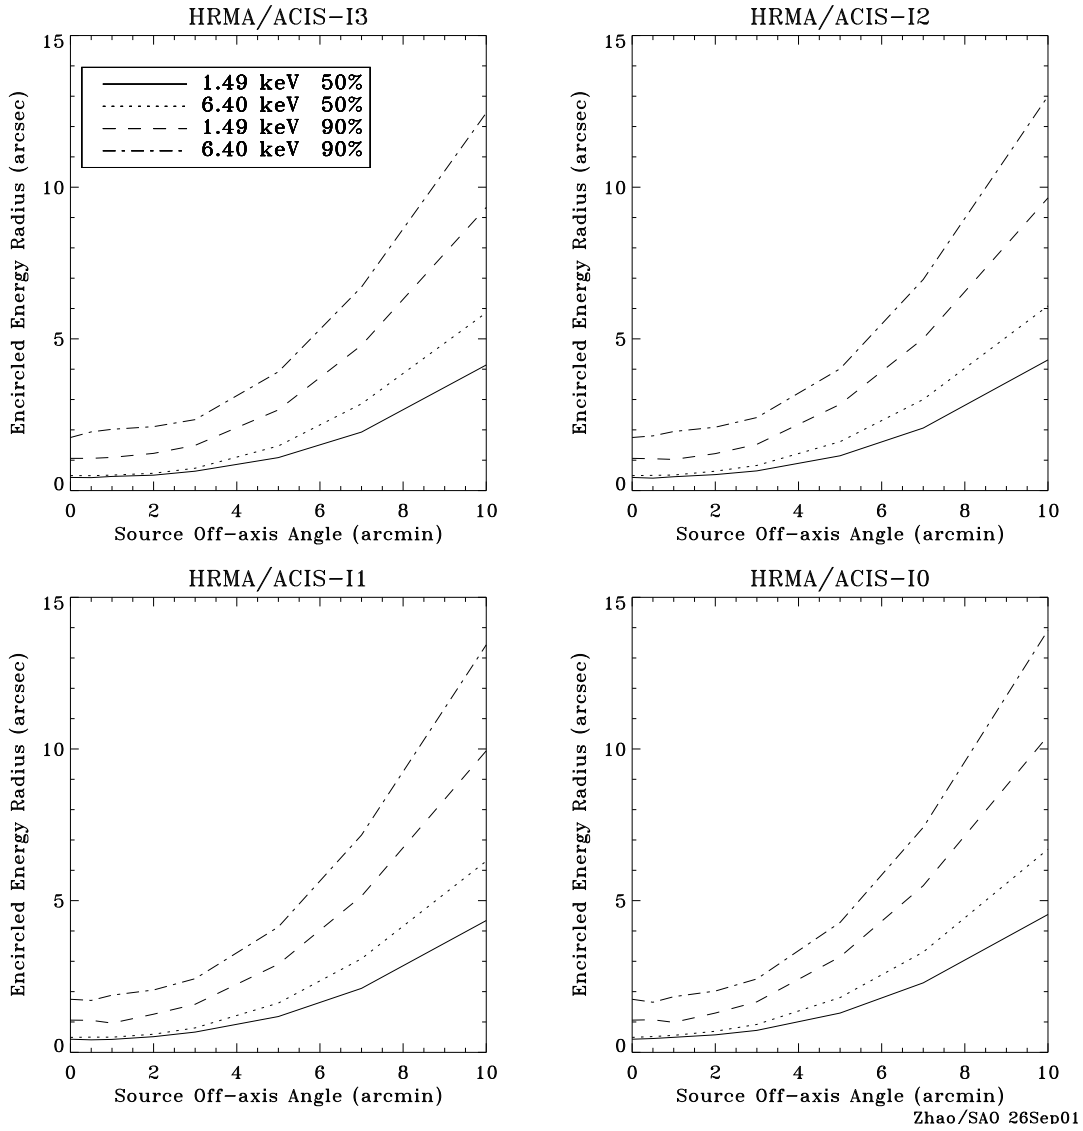 HRMA/ACIS-I3
15
10
5
0
0 2 4 6 8 10
Encircled Energy Radius (arcsec)
Source Off-axis Angle (arcmin)
1.49 keV 50%
6.40 keV 50%
1.49 keV 90%
6.40 keV 90%
HRMA/ACIS-I2
15
10
5
0
0 2 4 6 8 10
Encircled Energy Radius (arcsec)
Source Off-axis Angle (arcmin)
HRMA/ACIS-I1
15
10
5
0
0 2 4 6 8 10
Encircled Energy Radius (arcsec)
Source Off-axis Angle (arcmin)
HRMA/ACIS-I0
15
10
5
0
0 2 4 6 8 10
Encircled Energy Radius (arcsec)
Source Off-axis Angle (arcmin)
Zhao/SAO 26Sep01